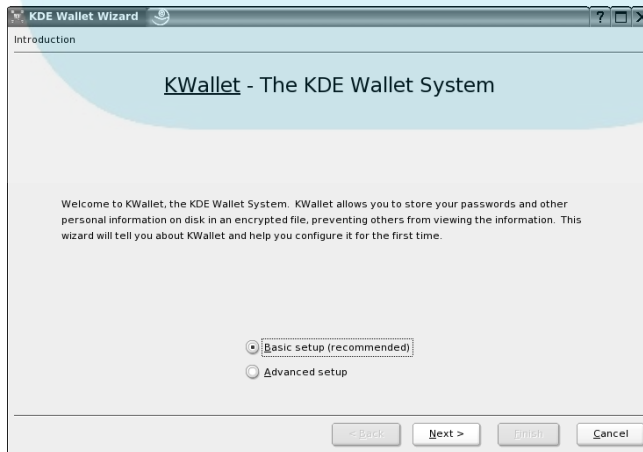 KDE Wallet Wizard
Introduction
KWallet - The KDE Wallet System
Welcome to KWallet, the KDE Wallet System. KWallet allows you to store your passwords and other
personal information on disk in an encrypted file, preventing others from viewing the information. This
wizard will tell you about KWallet and help you configure it for the first time.
Basic setup (recommended)
Advanced setup
< Back
Next >
Finish
Cancel